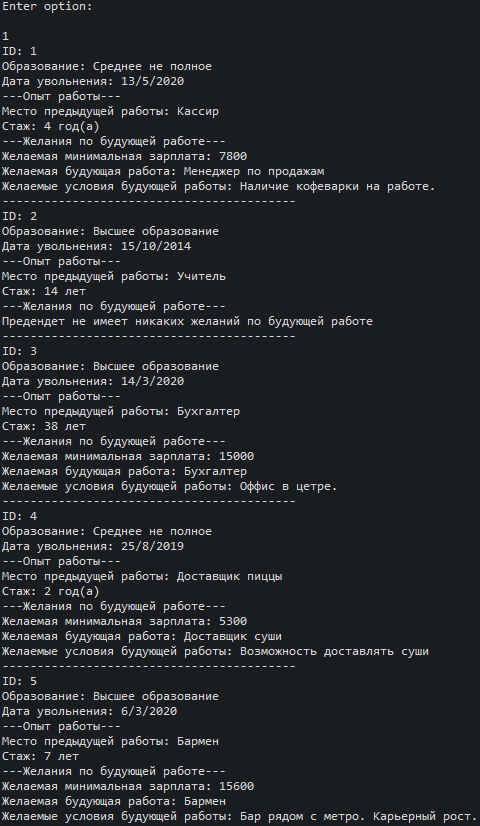 Enter option:
1
ID: 1
Образование: Среднее не полное
Дата увольнения: 13/5/2020
---Опыт работы---
Место предыдущей работы: Кассир
Стаж: 4 год(а)
---Желания по будующей работе---
Желаемая минимальная зарплата: 7800
Желаемая будующая работа: Менеджер по продажам
Желаемые условия будующей работы: Наличие кофеварки на работе.
------------------------------------------
ID: 2
Образование: Высшее образование
Дата увольнения: 15/10/2014
---Опыт работы---
Место предыдущей работы: Учитель
Стаж: 14 лет
---Желания по будующей работе---
Предендет не имеет никаких желаний по будующей работе
------------------------------------------
ID: 3
Образование: Высшее образование
Дата увольнения: 14/3/2020
---Опыт работы---
Место предыдущей работы: Бухгалтер
Стаж: 38 лет
---Желания по будующей работе---
Желаемая минимальная зарплата: 15000
Желаемая будующая работа: Бухгалтер
Желаемые условия будующей работы: Оффис в цетре.
------------------------------------------
ID: 4
Образование: Среднее не полное
Дата увольнения: 25/8/2019
---Опыт работы---
Место предыдущей работы: Доставщик пиццы
Стаж: 2 год(а)
---Желания по будующей работе---
Желаемая минимальная зарплата: 5300
Желаемая будующая работа: Доставщик суши
Желаемые условия будующей работы: Возможность доставлять суши
------------------------------------------
ID: 5
Образование: Высшее образование
Дата увольнения: 6/3/2020
---Опыт работы---
Место предыдущей работы: Бармен
Стаж: 7 лет
---Желания по будующей работе---
Желаемая минимальная зарплата: 15600
Желаемая будующая работа: Бармен
Желаемые условия будующей работы: Бар рядом с метро. Карьерный рост.